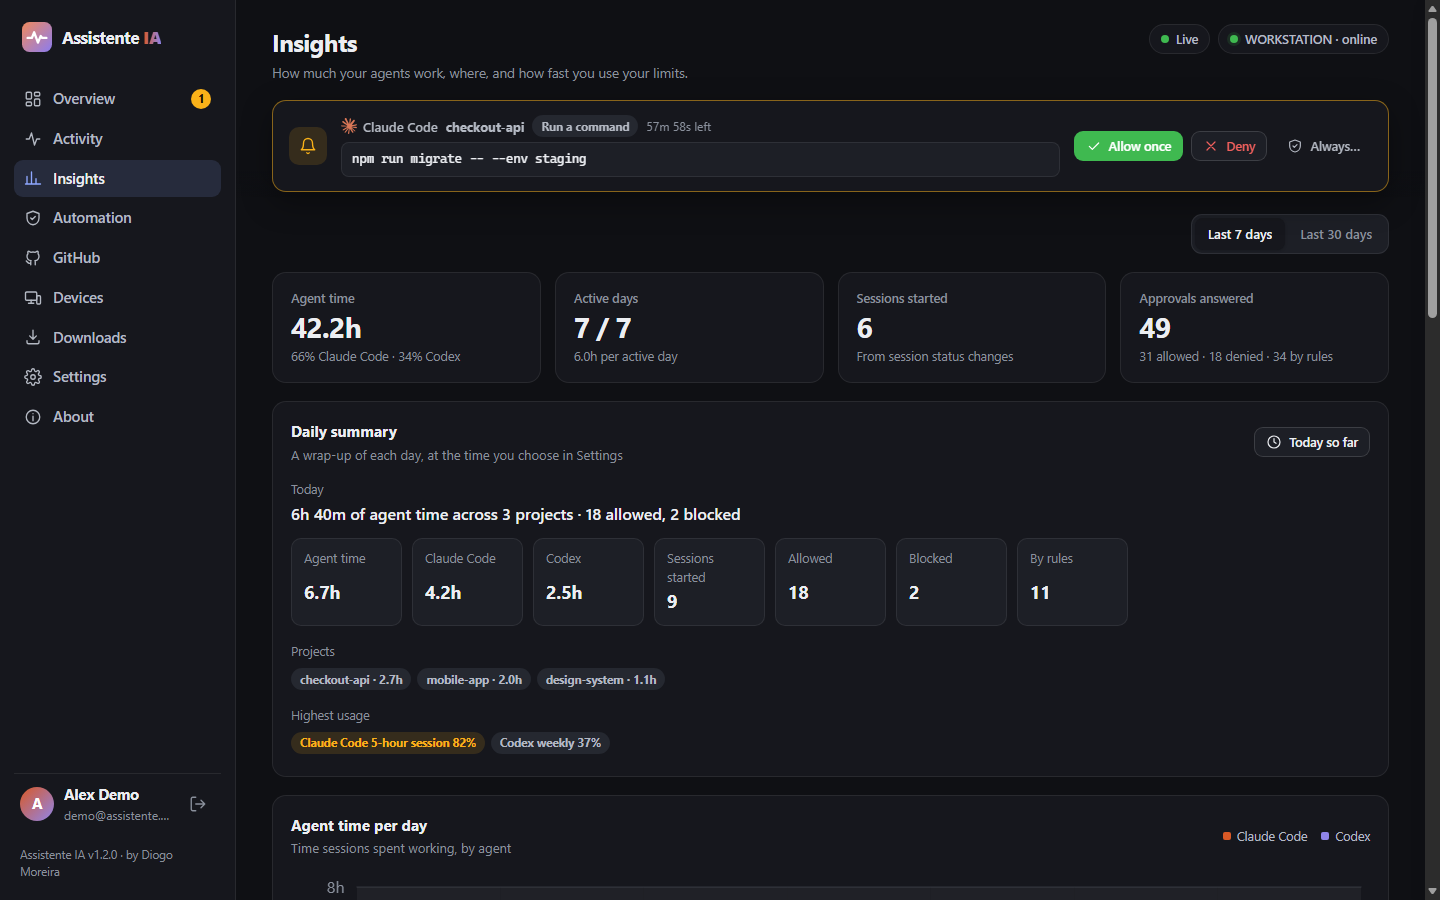 Assistente IA
Overview
1
Activity
Insights
Automation
GitHub
Devices
Downloads
Settings
About
A
Alex Demo
demo@assistente....
Assistente IA v1.2.0 · by Diogo
Moreira
Insights
How much your agents work, where, and how fast you use your limits.
Live
WORKSTATION · online
Claude Code checkout-api Run a command 57m 58s left
npm run migrate -- --env staging
Allow once
Deny
Always...
Last 7 days
Last 30 days
Agent time
42.2h
66% Claude Code · 34% Codex
Active days
7 / 7
6.0h per active day
Sessions started
6
From session status changes
Approvals answered
49
31 allowed · 18 denied · 34 by rules
Daily summary
A wrap-up of each day, at the time you choose in Settings
Today so far
Today
6h 40m of agent time across 3 projects · 18 allowed, 2 blocked
Agent time
6.7h
Claude Code
4.2h
Codex
2.5h
Sessions
started
9
Allowed
18
Blocked
2
By rules
11
Projects
checkout-api · 2.7h
mobile-app · 2.0h
design-system · 1.1h
Highest usage
Claude Code 5-hour session 82%
Codex weekly 37%
Agent time per day
Time sessions spent working, by agent
Claude Code
Codex
8h